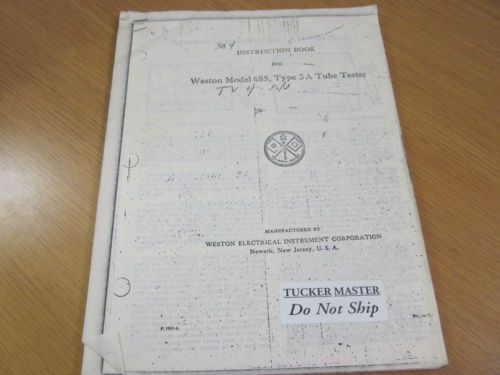 INSTRUCTION BOOK
FOR
Weston Model 685, Type 3A Tube Tester
MANUFACTURED BY
WESTON ELECTRICAL INSTRUMENT CORPORATION
Newark, New Jersey, U. S. A.
TUCKER MASTER
Do Not Ship